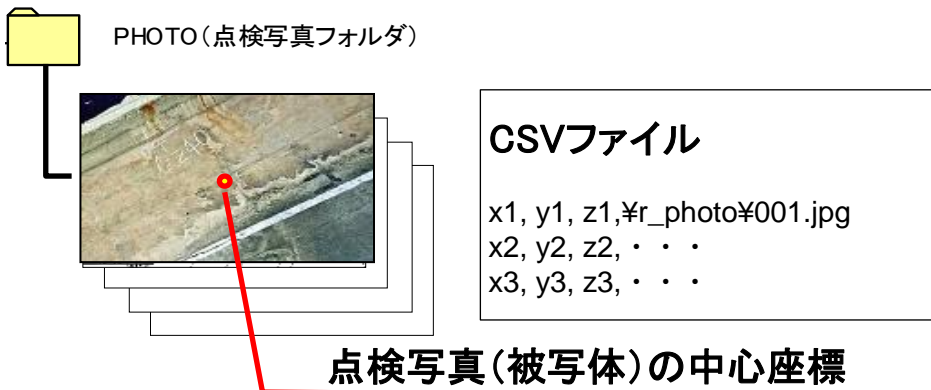 PHOTO(点検写真フォルダ)
CSVファイル
x1, y1, z1,¥r_photo¥001.jpg
x2, y2, z2,・・・
x3, y3, z3,・・・
点検写真(被写体)の中心座標